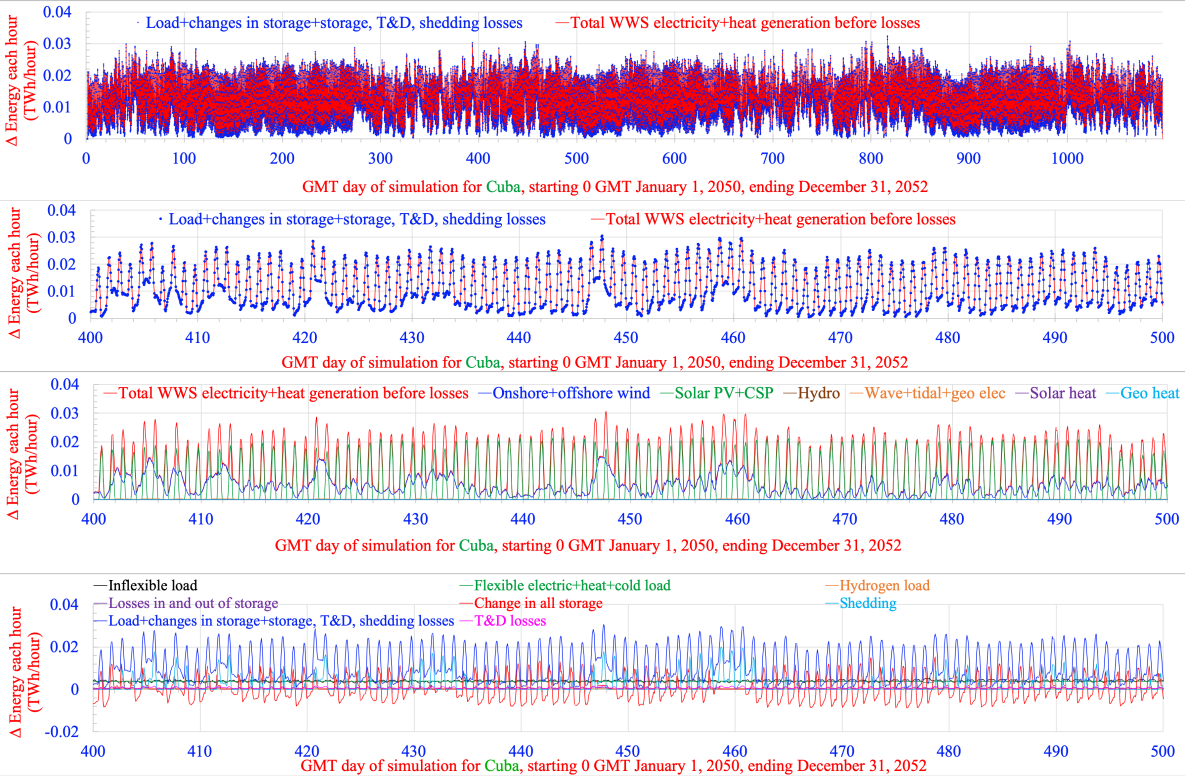 0.04
0.03
0.02
0.01
0
Δ Energy each hour
(TWh/hour)
Load+changes in storage+storage, T&D, shedding losses
Total WWS electricity+heat generation before losses
0 100 200 300 400 500 600 700 800 900 1000
GMT day of simulation for Cuba, starting 0 GMT January 1, 2050, ending December 31, 2052
0.04
0.03
0.02
0.01
0
Δ Energy each hour
(TWh/hour)
Load+changes in storage+storage, T&D, shedding losses
Total WWS electricity+heat generation before losses
400 410 420 430 440 450 460 470 480 490 500
GMT day of simulation for Cuba, starting 0 GMT January 1, 2050, ending December 31, 2052
0.04
0.03
0.02
0.01
0
Δ Energy each hour
(TWh/hour)
Total WWS electricity+heat generation before losses
Onshore+offshore wind
Solar PV+CSP
Hydro
Wave+tidal+geo elec
Solar heat
Geo heat
400 410 420 430 440 450 460 470 480 490 500
GMT day of simulation for Cuba, starting 0 GMT January 1, 2050, ending December 31, 2052
0.04
0.02
0
-0.02
Δ Energy each hour
(TWh/hour)
Inflexible load
Flexible electric+heat+cold load
Hydrogen load
Losses in and out of storage
Change in all storage
Shedding
Load+changes in storage+storage, T&D, shedding losses
T&D losses
400 410 420 430 440 450 460 470 480 490 500
GMT day of simulation for Cuba, starting 0 GMT January 1, 2050, ending December 31, 2052